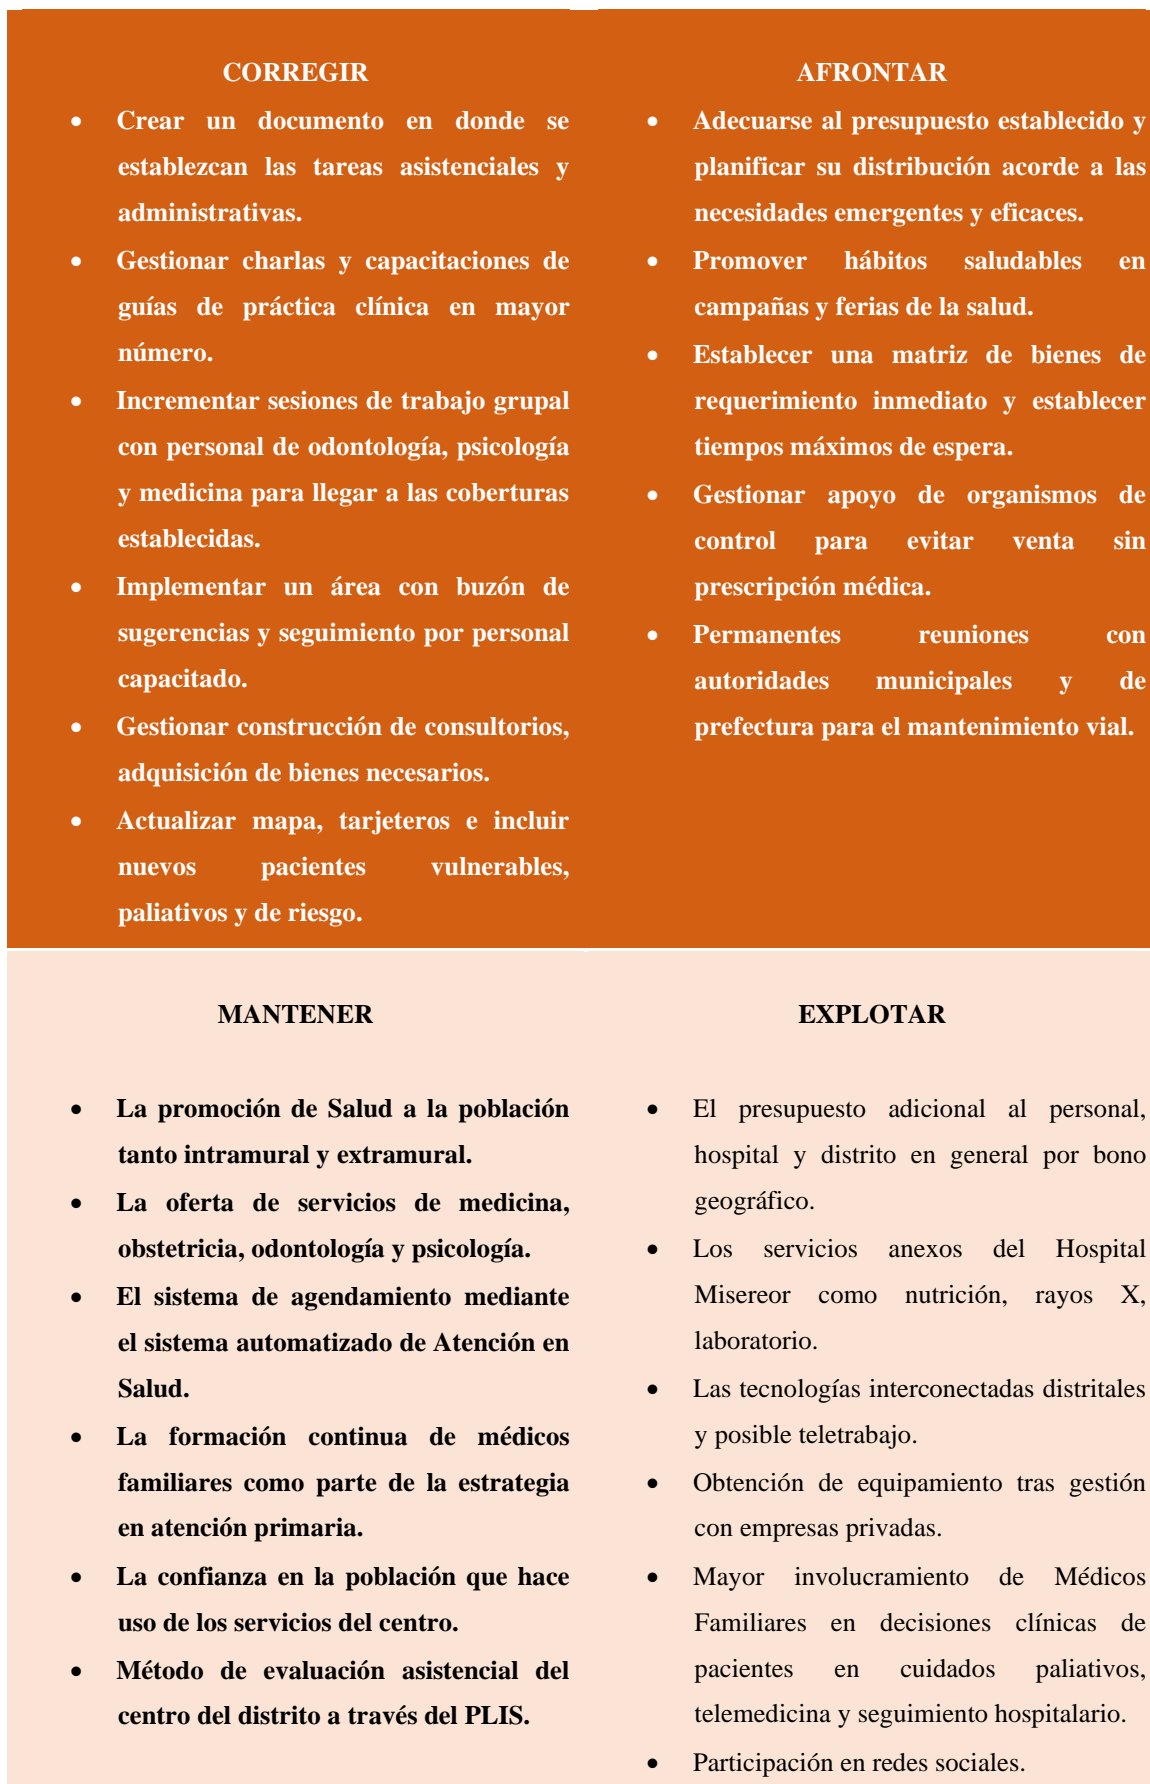 CORREGIR
• Crear un documento en donde se
establezcan las tareas asistenciales y
administrativas.
• Gestionar charlas y capacitaciones de
guías de práctica clínica en mayor
número.
• Incrementar sesiones de trabajo grupal
con personal de odontología, psicología
y medicina para llegar a las coberturas
establecidas.
• Implementar un área con buzón de
sugerencias y seguimiento por personal
capacitado.
• Gestionar construcción de consultorios,
adquisición de bienes necesarios.
• Actualizar mapa, tarjeteros e incluir
nuevos pacientes vulnerables,
paliativos y de riesgo.
AFRONTAR
• Adecuarse al presupuesto establecido y
planificar su distribución acorde a las
necesidades emergentes y eficaces.
• Promover hábitos saludables en
campañas y ferias de la salud.
• Establecer una matriz de bienes de
requerimiento inmediato y establecer
tiempos máximos de espera.
• Gestionar apoyo de organismos de
control para evitar venta sin
prescripción médica.
• Permanentes reuniones con
autoridades municipales y de
prefectura para el mantenimiento vial.
MANTENER
• La promoción de Salud a la población
tanto intramural y extramural.
• La oferta de servicios de medicina,
obstetricia, odontología y psicología.
• El sistema de agendamiento mediante
el sistema automatizado de Atención en
Salud.
• La formación continua de médicos
familiares como parte de la estrategia
en atención primaria.
• La confianza en la población que hace
uso de los servicios del centro.
• Método de evaluación asistencial del
centro del distrito a través del PLIS.
EXPLOTAR
• El presupuesto adicional al personal,
hospital y distrito en general por bono
geográfico.
• Los servicios anexos del Hospital
Misereor como nutrición, rayos X,
laboratorio.
• Las tecnologías interconectadas distritales
y posible teletrabajo.
• Obtención de equipamiento tras gestión
con empresas privadas.
• Mayor involucramiento de Médicos
Familiares en decisiones clínicas de
pacientes en cuidados paliativos,
telemedicina y seguimiento hospitalario.
• Participación en redes sociales.